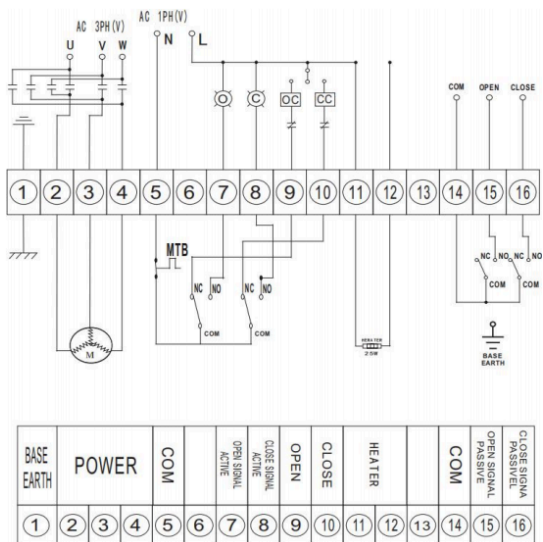 AC 3PH(V)
AC 1PH(V)
U V W
N L
COM OPEN CLOSE
O C OC CC
1 2 3 4 5 6 7 8 9 10 11 12 13 14 15 16
MTB
NC NO NC NO
COM COM
M
25W
NC NO NC NO
COM COM
BASE
EARTH
BASE EARTH
POWER
COM
OPEN SIGNAL ACTIVE
CLOSE SIGNAL ACTIVE
OPEN
CLOSE
HEATER
COM
OPEN SIGNAL PASSIVE
CLOSE SIGNA PASSIVEL
1 2 3 4 5 6 7 8 9 10 11 12 13 14 15 16